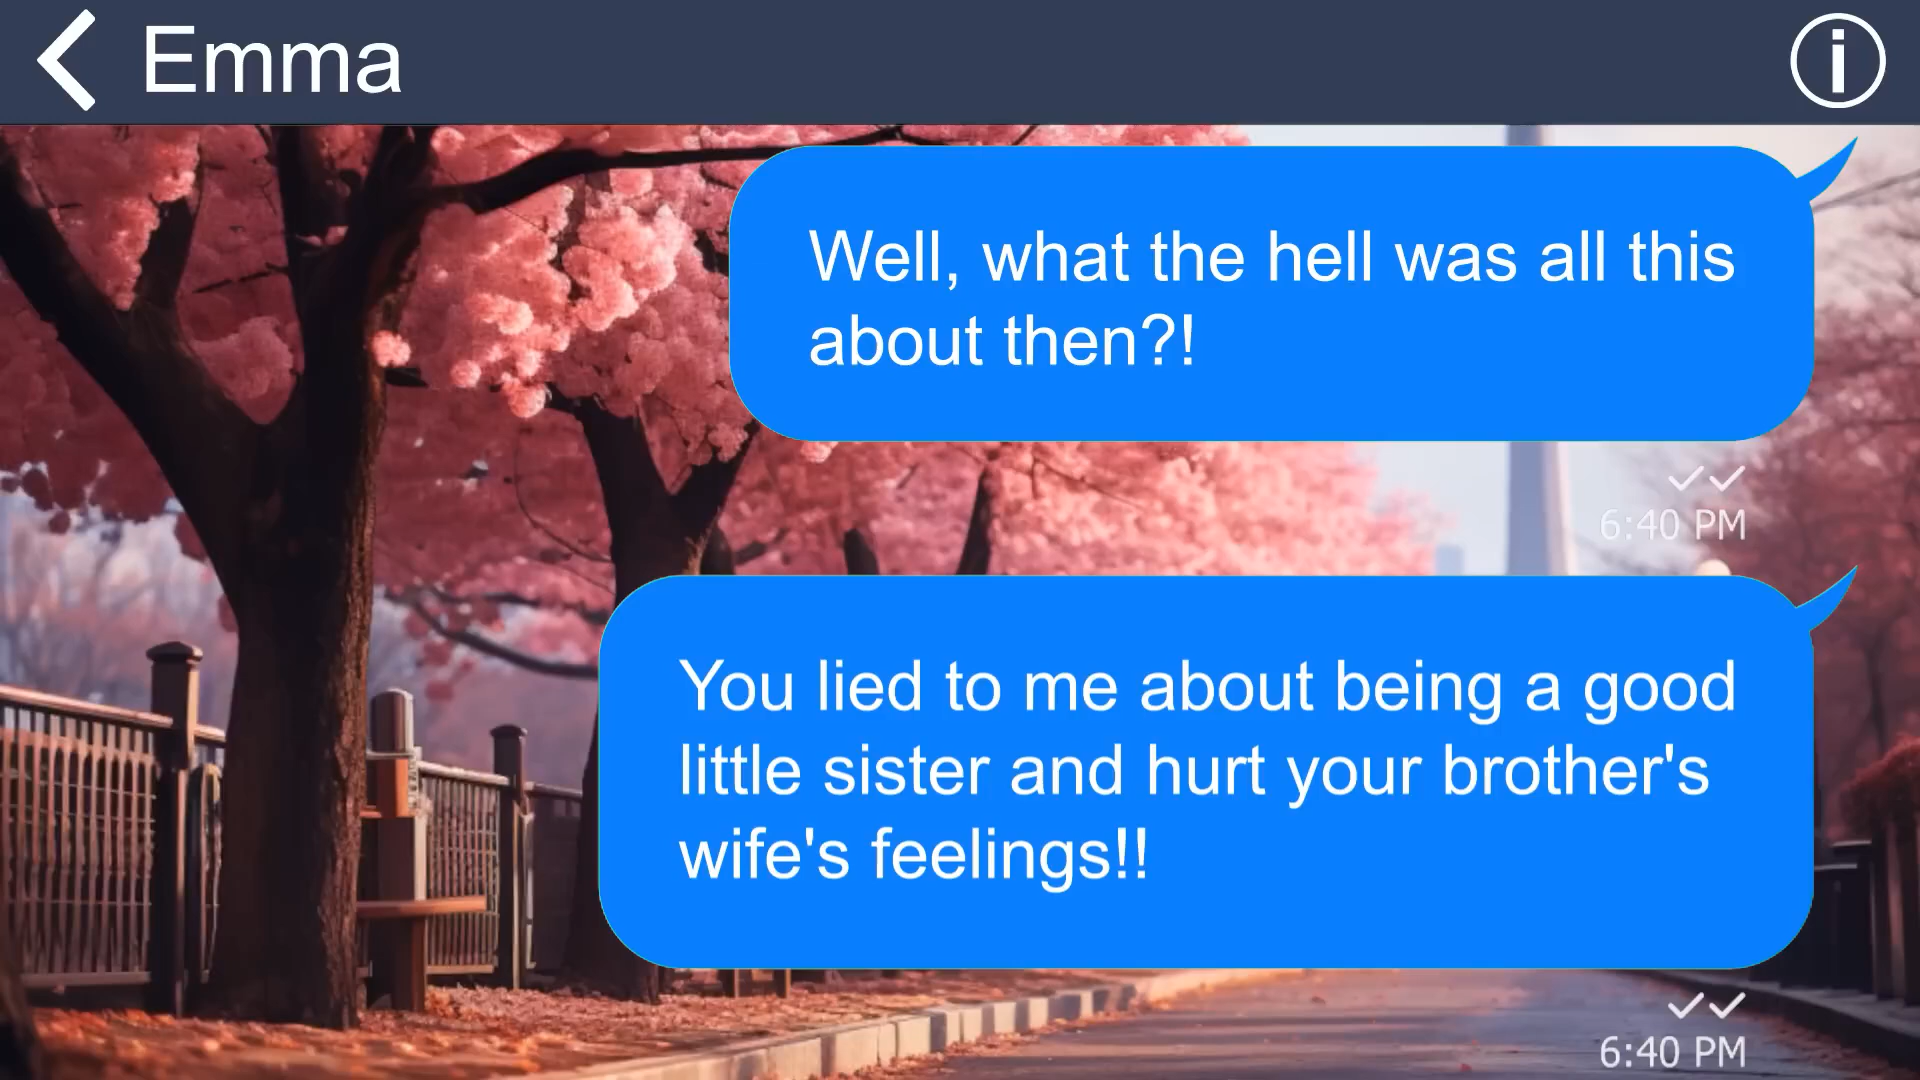 Emma
Well, what the hell was all this
about then?!
6:40 PM
You lied to me about being a good
little sister and hurt your brother's
wife's feelings!!
6:40 PM